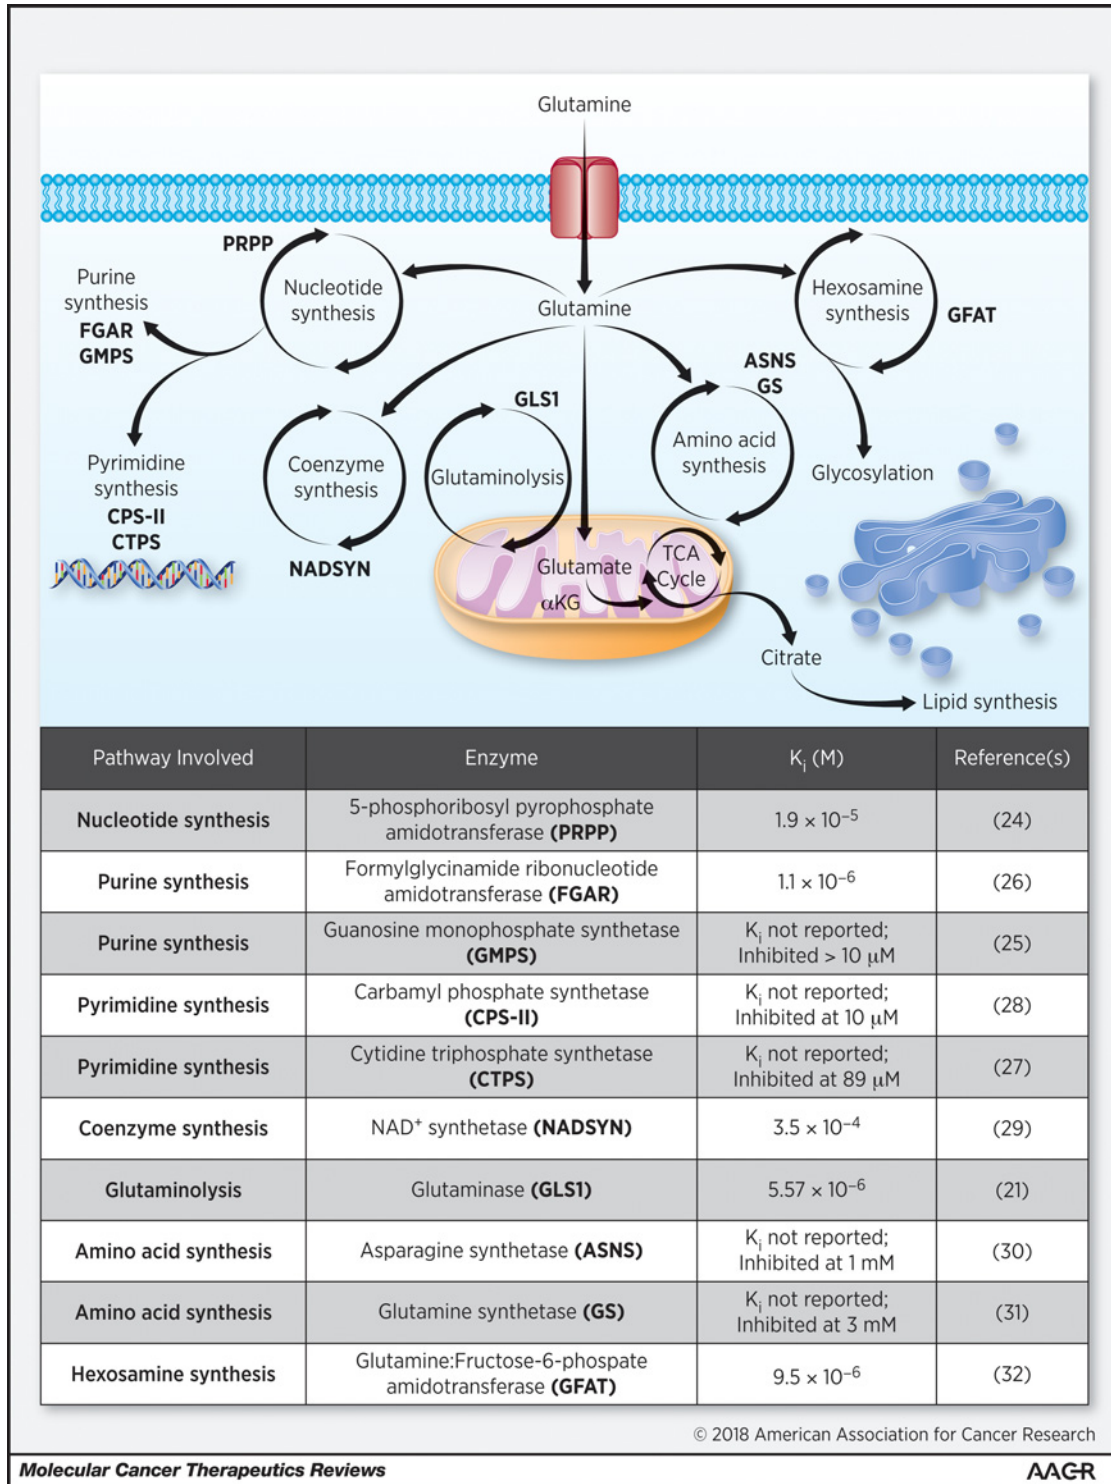 Glutamine
PRPP
Purine
synthesis
FGAR
GMPS
Nucleotide
synthesis
Glutamine
Hexosamine
synthesis
GFAT
ASNS
GS
GLS1
Pyrimidine
synthesis
CPS-II
CTPS
Coenzyme
synthesis
NADSYN
Glutaminolysis
Amino acid
synthesis
Glycosylation
Glutamate
αKG
TCA
Cycle
Citrate
Lipid synthesis
Pathway Involved Enzyme Kᵢ (M) Reference(s)
Nucleotide synthesis 5-phosphoribosyl pyrophosphate amidotransferase (PRPP) 1.9 × 10⁻⁵ (24)
Purine synthesis Formylglycinamide ribonucleotide amidotransferase (FGAR) 1.1 × 10⁻⁶ (26)
Purine synthesis Guanosine monophosphate synthetase (GMPS) Kᵢ not reported; Inhibited > 10 μM (25)
Pyrimidine synthesis Carbamyl phosphate synthetase (CPS-II) Kᵢ not reported; Inhibited at 10 μM (28)
Pyrimidine synthesis Cytidine triphosphate synthetase (CTPS) Kᵢ not reported; Inhibited at 89 μM (27)
Coenzyme synthesis NAD⁺ synthetase (NADSYN) 3.5 × 10⁻⁴ (29)
Glutaminolysis Glutaminase (GLS1) 5.57 × 10⁻⁶ (21)
Amino acid synthesis Asparagine synthetase (ASNS) Kᵢ not reported; Inhibited at 1 mM (30)
Amino acid synthesis Glutamine synthetase (GS) Kᵢ not reported; Inhibited at 3 mM (31)
Hexosamine synthesis Glutamine:Fructose-6-phospate amidotransferase (GFAT) 9.5 × 10⁻⁶ (32)
© 2018 American Association for Cancer Research
Molecular Cancer Therapeutics Reviews
AACR